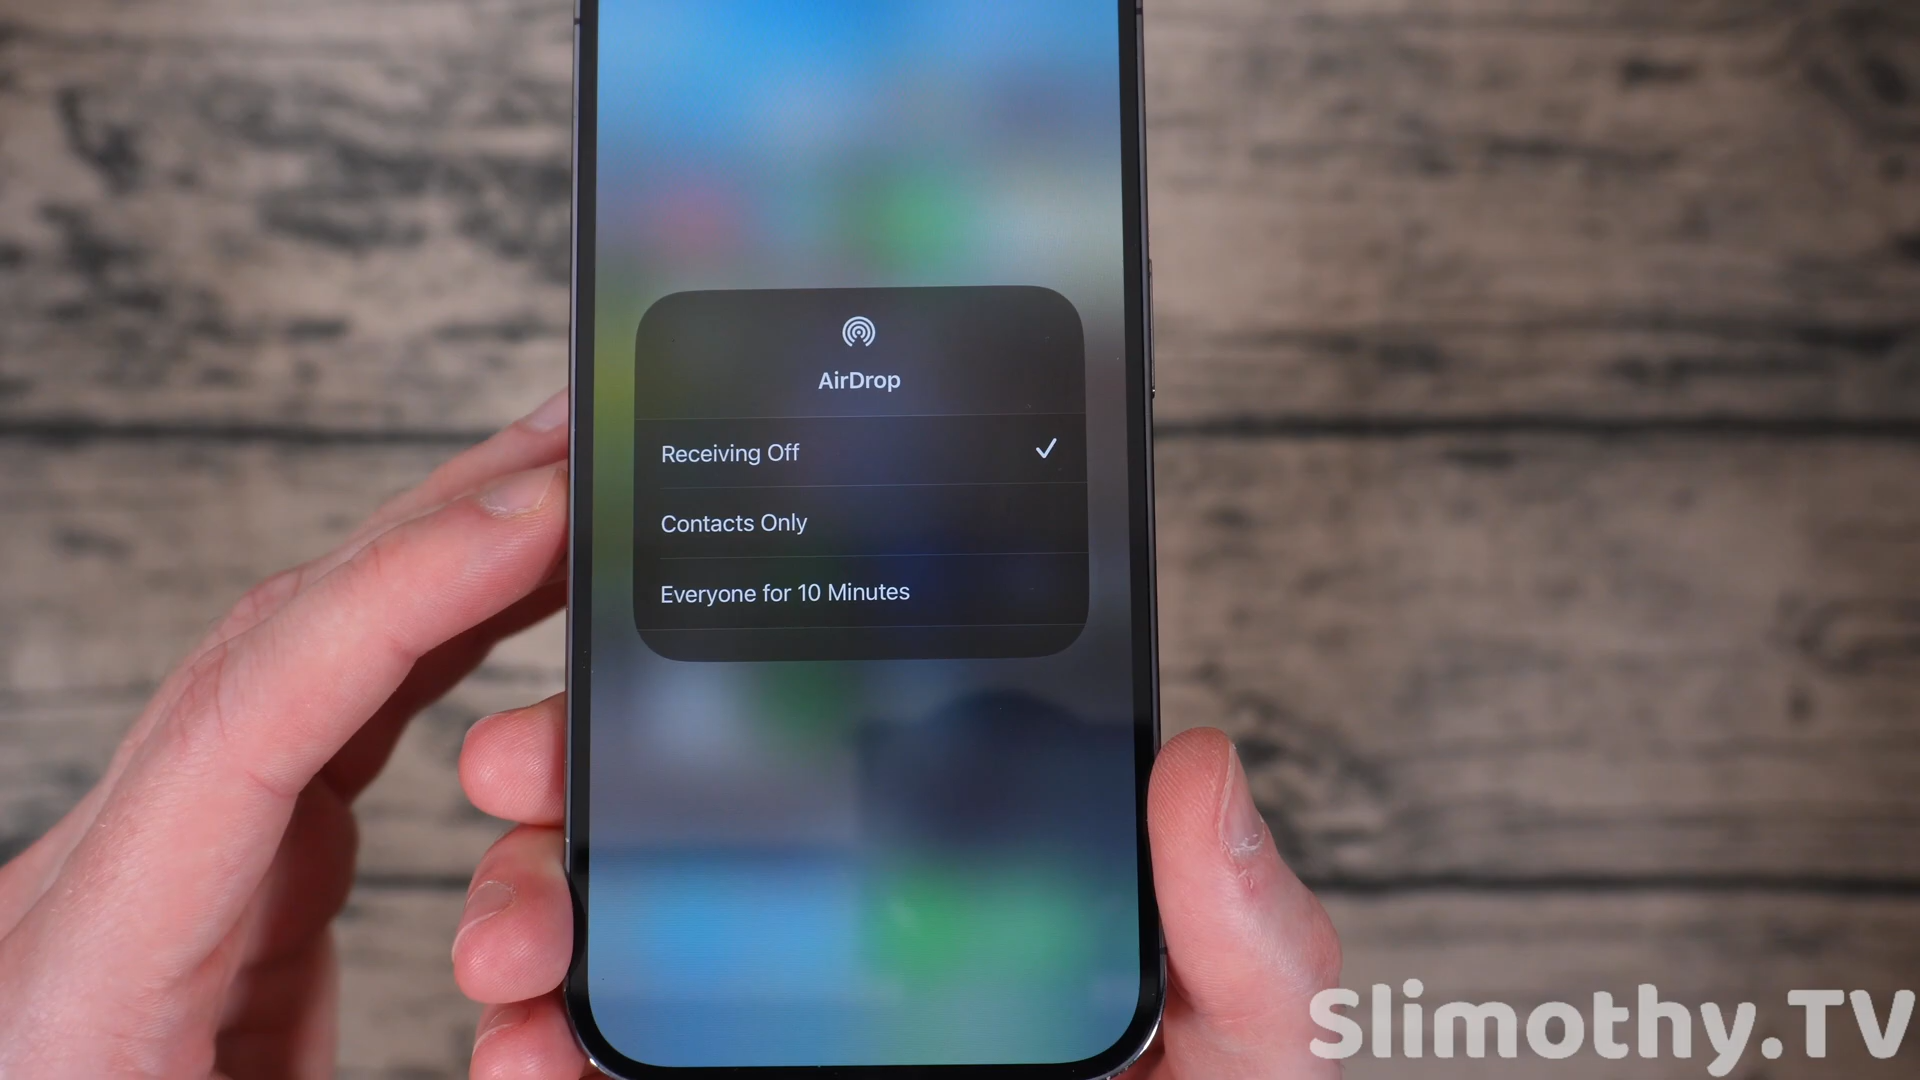 AirDrop
Receiving Off
Contacts Only
Everyone for 10 Minutes
Slimothy.TV